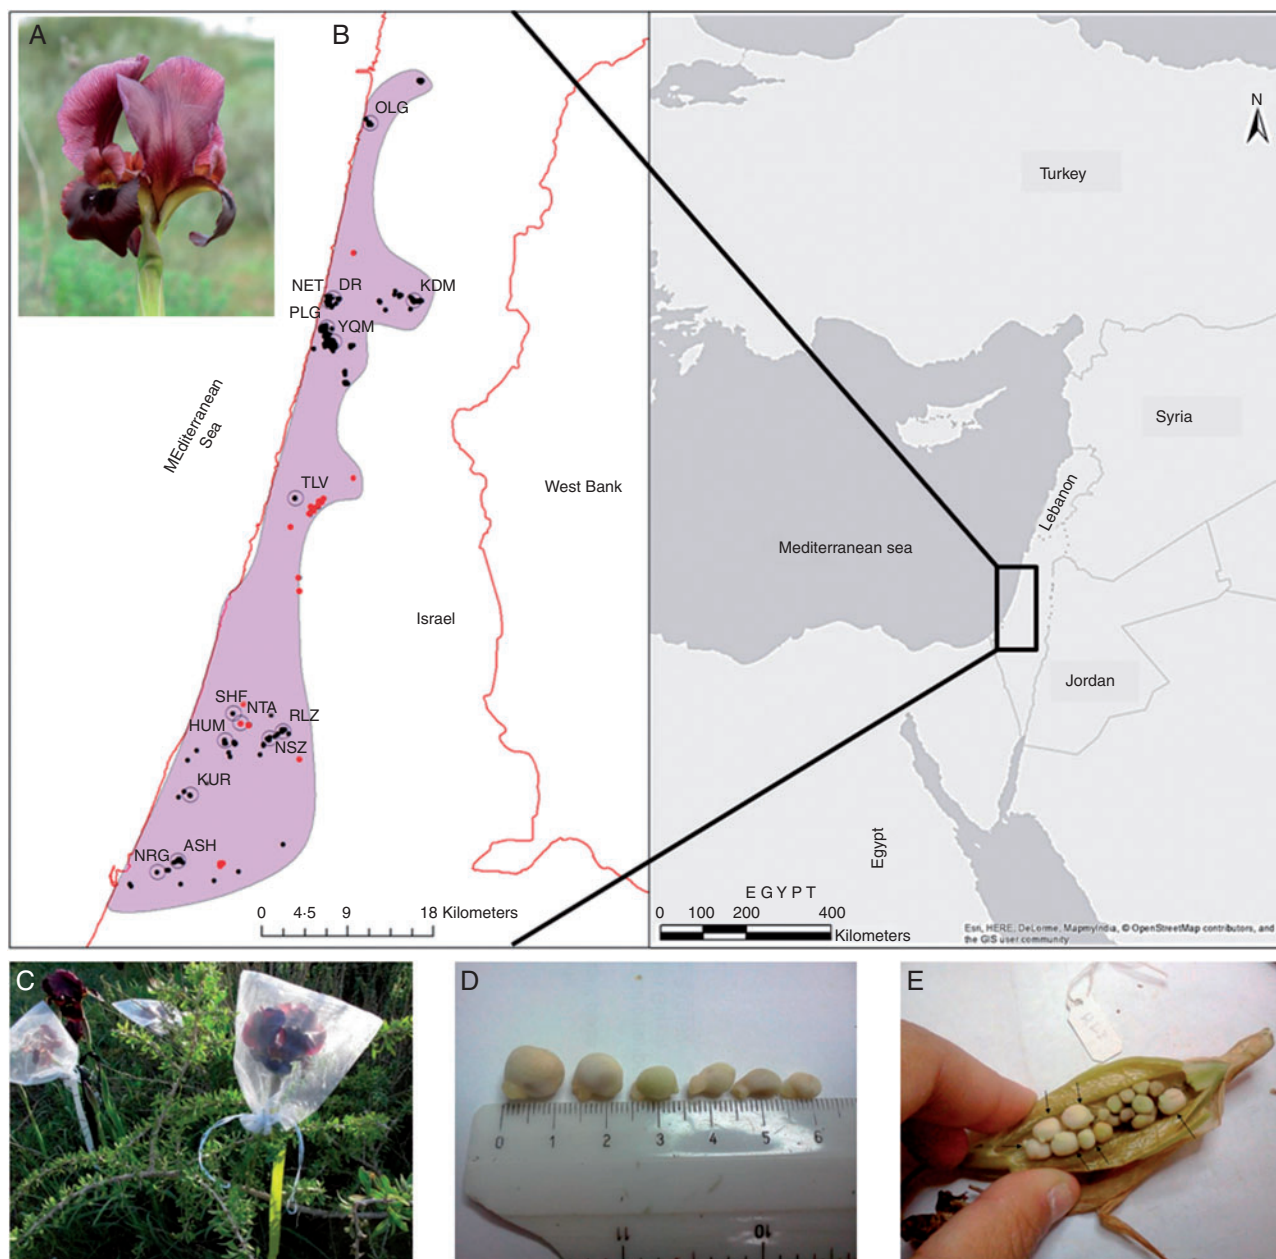 A
B
OLG
NET DR
KDM
PLG
YQM
MEditerranean
Sea
TLV
West Bank
Israel
SHF
NTA
RLZ
HUM
NSZ
KUR
NRG
ASH
0 4·5 9 18 Kilometers
N
Turkey
Syria
Lebanon
Mediterranean sea
Jordan
Egypt
E G Y P T
0 100 200 400
Kilometers
Esri, HERE, DeLorme, MapmyIndia, © OpenStreetMap contributors, and
the GIS user community
C
D
0 1 2 3 4 5 6
11 10
E